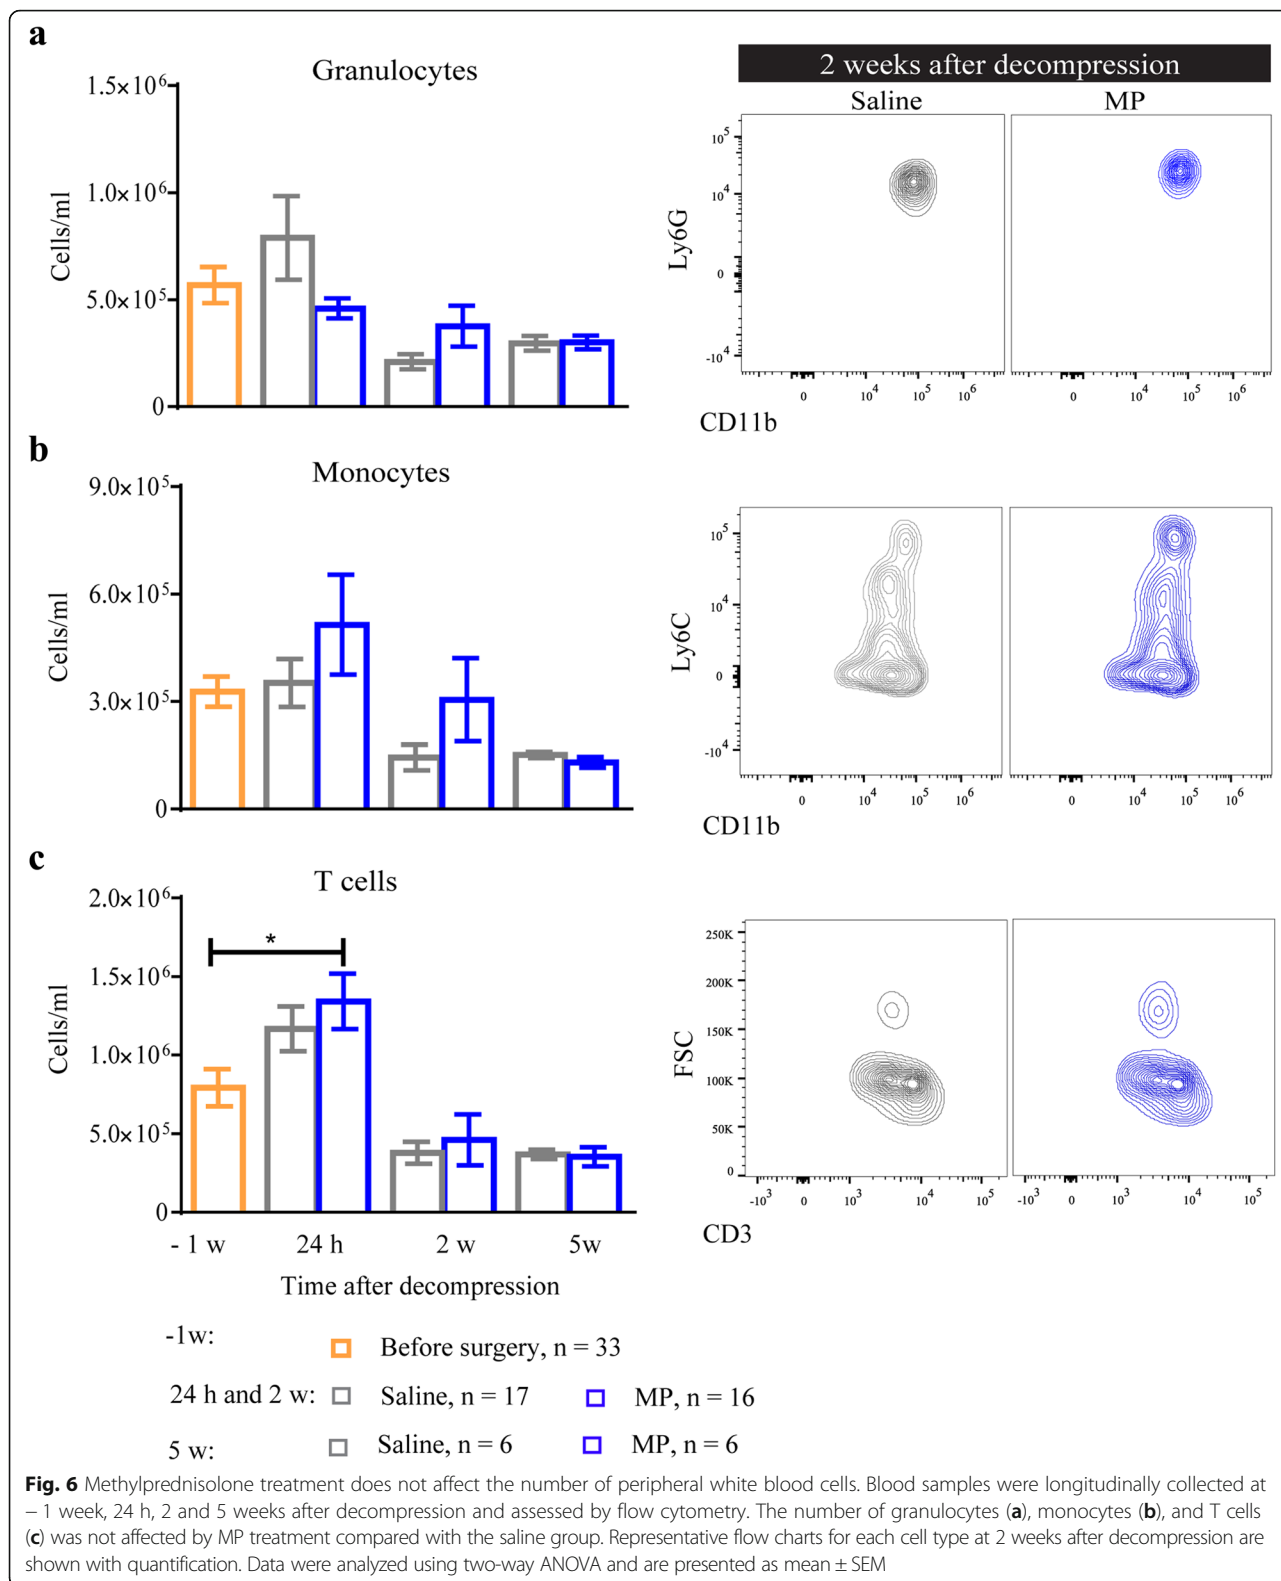 a
Granulocytes
1.5×10⁶
1.0×10⁶
5.0×10⁵
0
Cells/ml
2 weeks after decompression
Saline MP
10⁵
10⁴
0
-10⁴
Ly6G
0 10⁴ 10⁵ 10⁶ 0 10⁴ 10⁵ 10⁶
CD11b
b
Monocytes
9.0×10⁵
6.0×10⁵
3.0×10⁵
0
Cells/ml
10⁵
10⁴
0
-10⁴
Ly6C
0 10⁴ 10⁵ 10⁶ 0 10⁴ 10⁵ 10⁶
CD11b
c
T cells
2.0×10⁶
1.5×10⁶
1.0×10⁶
5.0×10⁵
0
Cells/ml
*
- 1 w 24 h 2 w 5w
Time after decompression
250K
200K
150K
100K
50K
0
FSC
-10³ 0 10³ 10⁴ 10⁵ -10³ 0 10³ 10⁴ 10⁵
CD3
-1w:
Before surgery, n = 33
24 h and 2 w: Saline, n = 17 MP, n = 16
5 w: Saline, n = 6 MP, n = 6
Fig. 6 Methylprednisolone treatment does not affect the number of peripheral white blood cells. Blood samples were longitudinally collected at
− 1 week, 24 h, 2 and 5 weeks after decompression and assessed by flow cytometry. The number of granulocytes (a), monocytes (b), and T cells
(c) was not affected by MP treatment compared with the saline group. Representative flow charts for each cell type at 2 weeks after decompression are
shown with quantification. Data were analyzed using two-way ANOVA and are presented as mean ± SEM